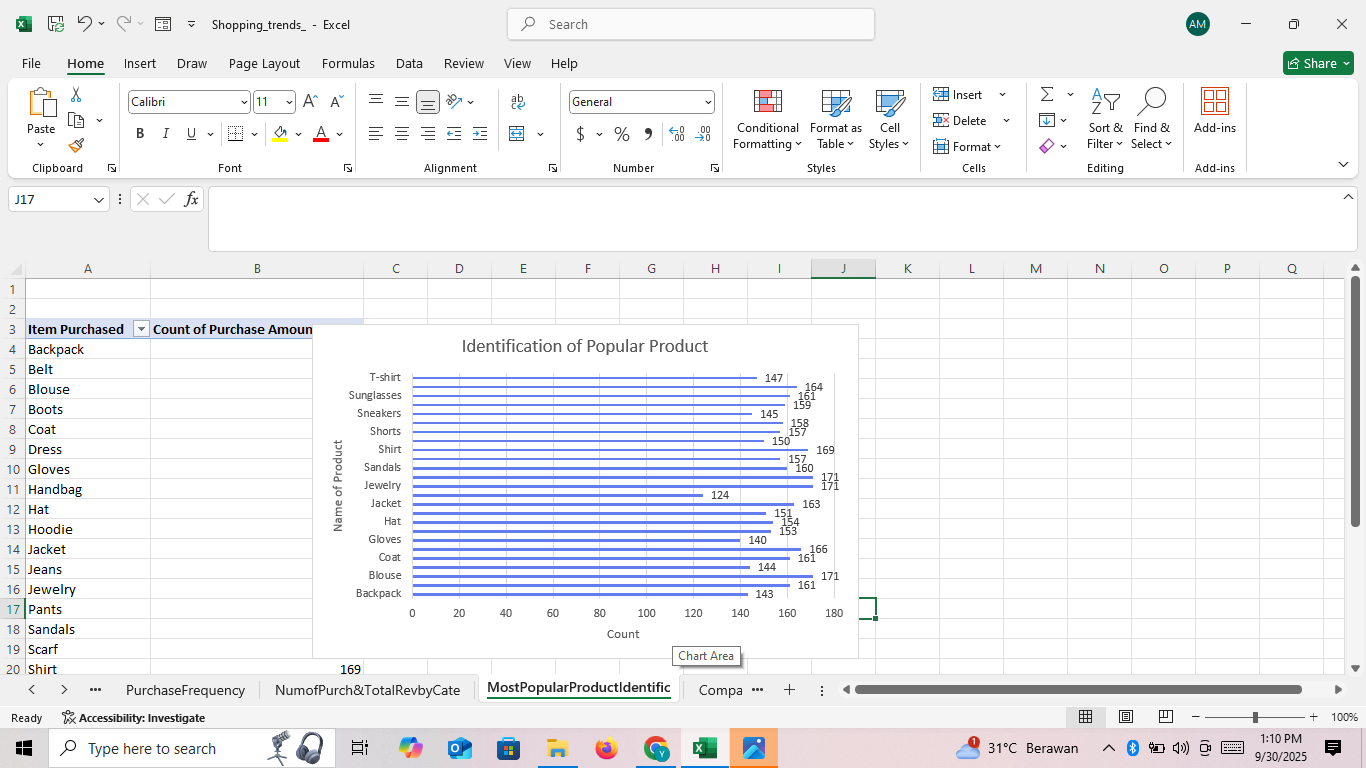 Shopping_trends_ - Excel
Search
AM
File Home Insert Draw Page Layout Formulas Data Review View Help
Share
Paste
Calibri 11
B I U
A
ab
General
$ % ,
Conditional Formatting
Format as Table
Cell Styles
Insert
Delete
Format
Sort & Filter
Find & Select
Add-ins
Clipboard Font Alignment Number Styles Cells Editing Add-ins
J17
fx
A B C D E F G H I J K L M N O P Q
1
2
3 Item Purchased Count of Purchase Amoun
4 Backpack
5 Belt
6 Blouse
7 Boots
8 Coat
9 Dress
10 Gloves
11 Handbag
12 Hat
13 Hoodie
14 Jacket
15 Jeans
16 Jewelry
17 Pants
18 Sandals
19 Scarf
20 Shirt 169
Identification of Popular Product
Name of Product
T-shirt 147
164
Sunglasses 161
159
Sneakers 145
158
Shorts 157
150
Shirt 169
157
Sandals 160
171
Jewelry 171
124
Jacket 163
151
Hat 154
153
Gloves 140
166
Coat 161
144
Blouse 171
161
Backpack 143
0 20 40 60 80 100 120 140 160 180
Count
Chart Area
PurchaseFrequency NumofPurch&TotalRevbyCate MostPopularProductIdentific Compa
Ready Accessibility: Investigate 100%
Type here to search
1
31°C Berawan
1:10 PM
9/30/2025